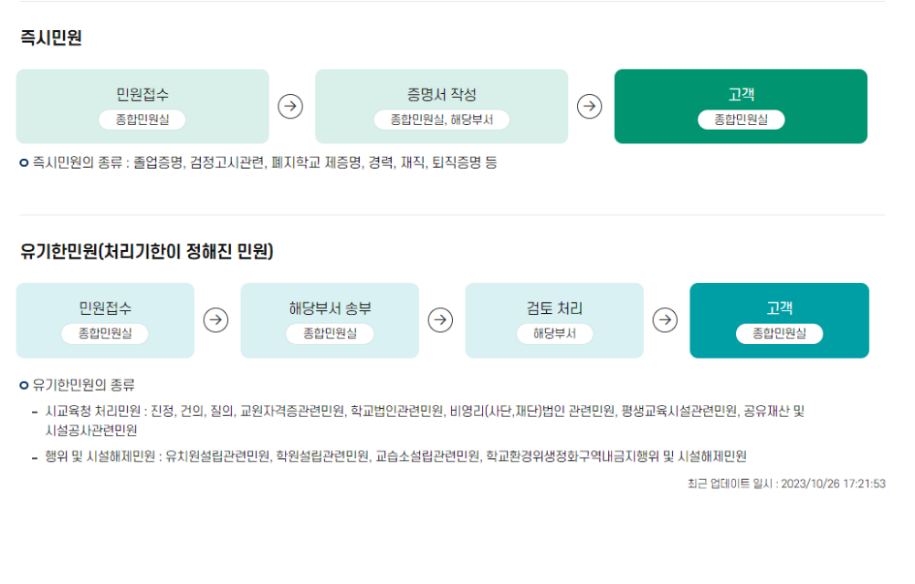 즉시민원
민원접수
종합민원실
증명서 작성
종합민원실, 해당부서
고객
종합민원실
즉시민원의 종류 : 졸업증명, 검정고시관련, 폐지학교 제증명, 경력, 재직, 퇴직증명 등
유기한민원(처리기한이 정해진 민원)
민원접수
종합민원실
해당부서 송부
종합민원실
검토 처리
해당부서
고객
종합민원실
유기한민원의 종류
- 시교육청 처리민원 : 진정, 건의, 질의, 교원자격증관련민원, 학교법인관련민원, 비영리(사단,재단)법인 관련민원, 평생교육시설관련민원, 공유재산 및
시설공사관련민원
- 행위 및 시설해제민원 : 유치원설립관련민원, 학원설립관련민원, 교습소설립관련민원, 학교환경위생정화구역내금지행위 및 시설해제민원
최근 업데이트 일시 : 2023/10/26 17:21:53